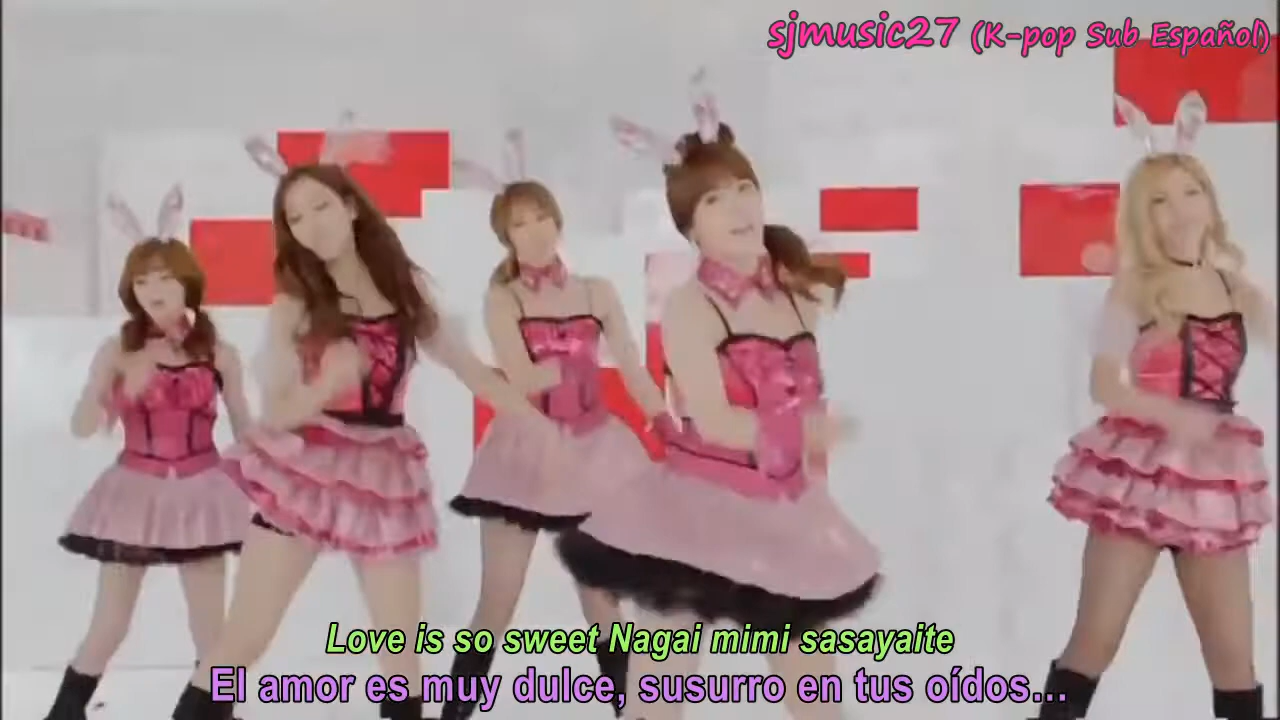 sjmusic27 (K-pop Sub Español)
Love is so sweet Nagai mimi sasayaite
El amor es muy dulce, susurro en tus oídos...